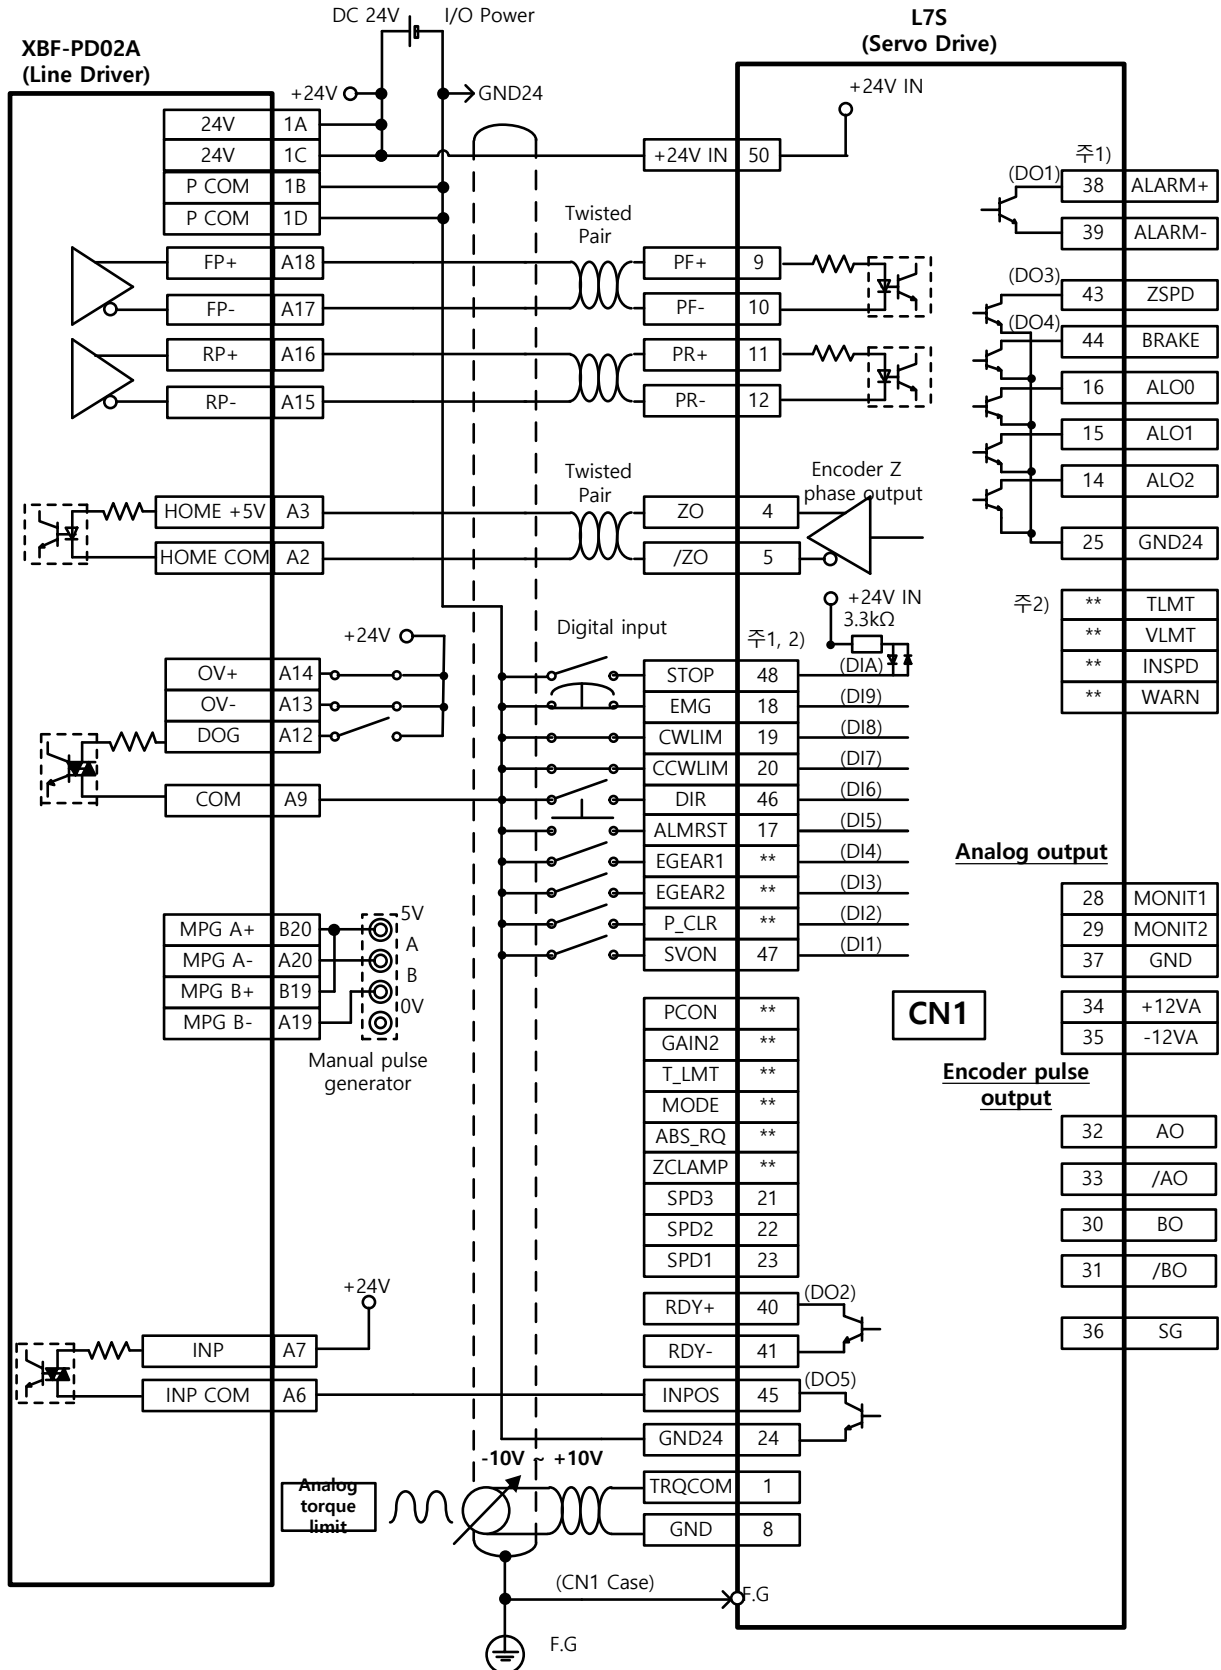 DC 24V
I/O Power
L7S
(Servo Drive)
XBF-PD02A
(Line Driver)
+24V
GND24
+24V IN
24V 1A
24V 1C
P COM 1B
P COM 1D
+24V IN 50
주1)
(DO1)
38 ALARM+
39 ALARM-
Twisted
Pair
FP+ A18
FP- A17
RP+ A16
RP- A15
PF+ 9
PF- 10
PR+ 11
PR- 12
(DO3)
43 ZSPD
(DO4)
44 BRAKE
16 ALO0
15 ALO1
14 ALO2
25 GND24
Twisted
Pair
Encoder Z
phase output
HOME +5V A3
HOME COM A2
ZO 4
/ZO 5
주2)
** TLMT
** VLMT
** INSPD
** WARN
+24V IN
3.3kΩ
Digital input
주1, 2)
+24V
OV+ A14
OV- A13
DOG A12
COM A9
STOP 48 (DIA)
EMG 18 (DI9)
CWLIM 19 (DI8)
CCWLIM 20 (DI7)
DIR 46 (DI6)
ALMRST 17 (DI5)
EGEAR1 ** (DI4)
EGEAR2 ** (DI3)
P_CLR ** (DI2)
SVON 47 (DI1)
Analog output
28 MONIT1
29 MONIT2
37 GND
34 +12VA
35 -12VA
MPG A+ B20
MPG A- A20
MPG B+ B19
MPG B- A19
5V
A
B
0V
Manual pulse
generator
CN1
PCON **
GAIN2 **
T_LMT **
MODE **
ABS_RQ **
ZCLAMP **
SPD3 21
SPD2 22
SPD1 23
Encoder pulse
output
32 AO
33 /AO
30 BO
31 /BO
36 SG
+24V
INP A7
INP COM A6
RDY+ 40 (DO2)
RDY- 41
INPOS 45 (DO5)
GND24 24
-10V ~ +10V
Analog
torque
limit
TRQCOM 1
GND 8
(CN1 Case)
F.G
F.G